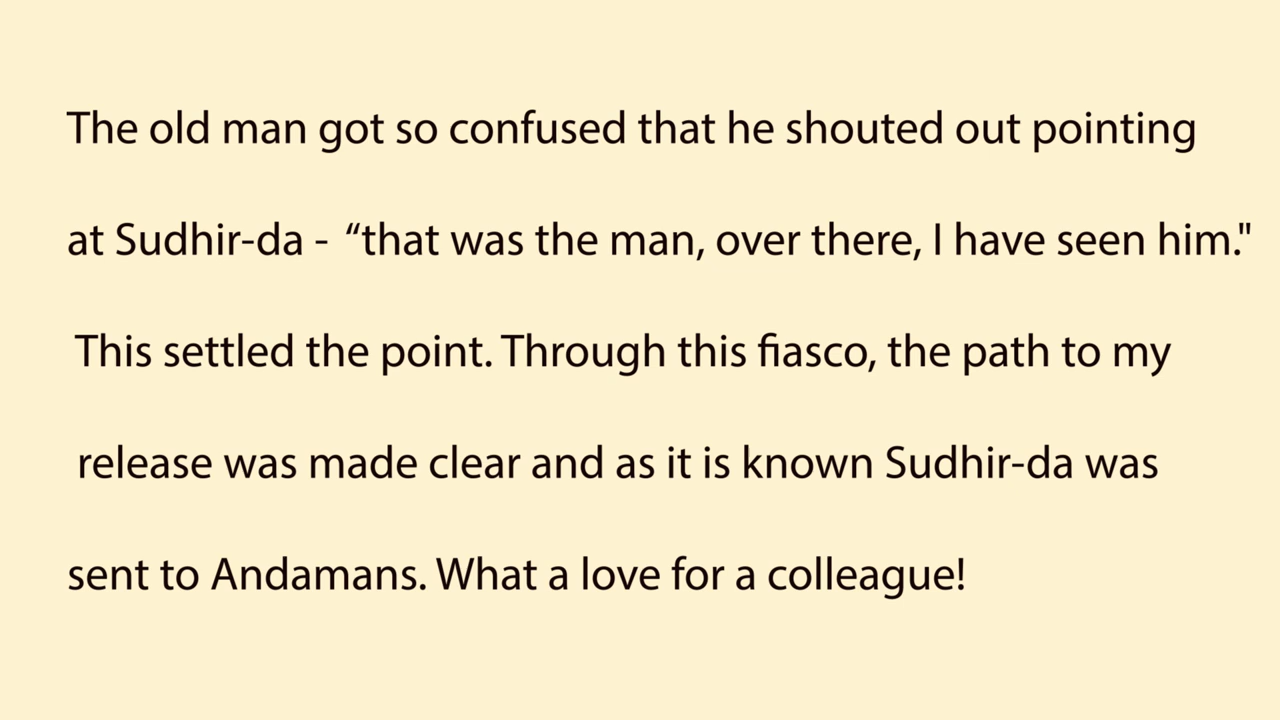 The old man got so confused that he shouted out pointing
at Sudhir-da - “that was the man, over there, I have seen him."
This settled the point. Through this fiasco, the path to my
release was made clear and as it is known Sudhir-da was
sent to Andamans. What a love for a colleague!